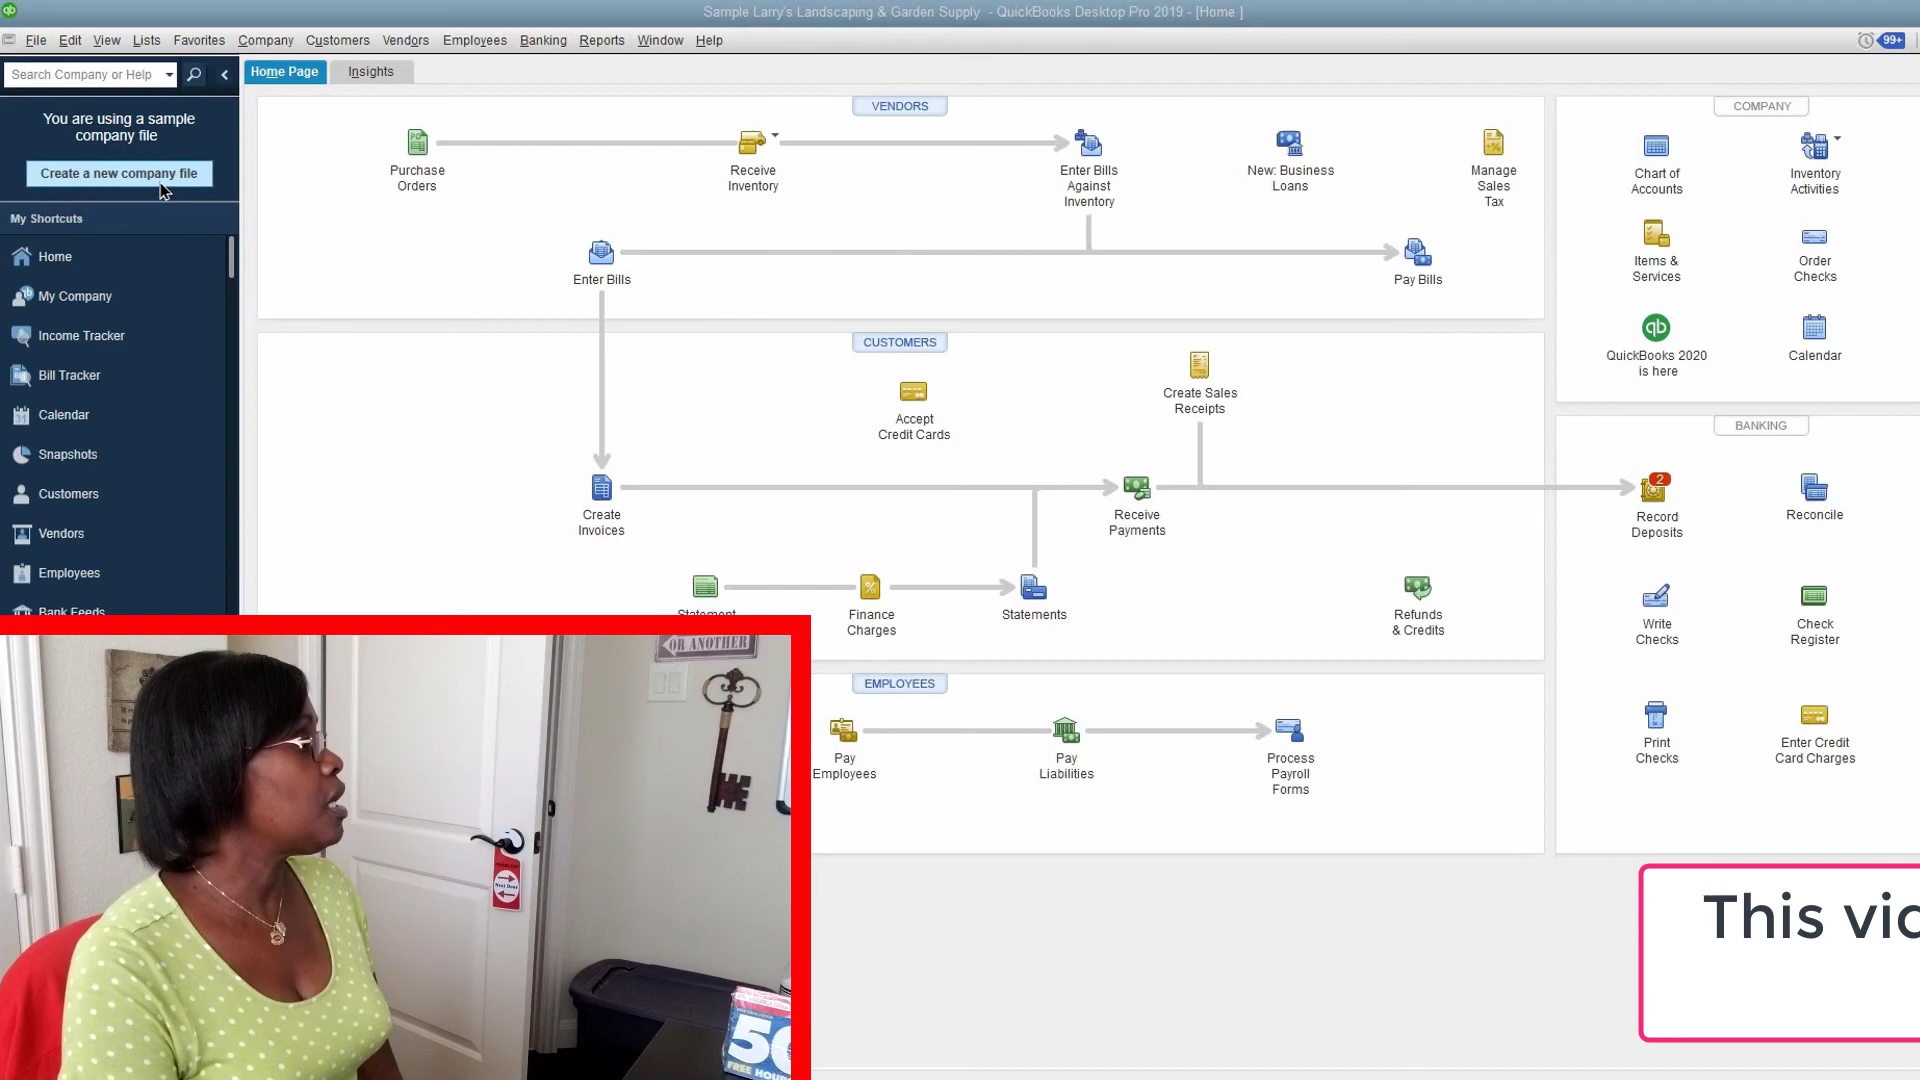 Sample Larry's Landscaping & Garden Supply - QuickBooks Desktop Pro 2019 - [Home ]
File Edit View Lists Favorites Company Customers Vendors Employees Banking Reports Window Help
99+
Search Company or Help
Home Page Insights
You are using a sample
company file
Create a new company file
My Shortcuts
Home
My Company
Income Tracker
Bill Tracker
Calendar
Snapshots
Customers
Vendors
Employees
Bank Feeds
VENDORS
Purchase
Orders
Receive
Inventory
Enter Bills
Against
Inventory
New: Business
Loans
Manage
Sales
Tax
Enter Bills
Pay Bills
CUSTOMERS
Accept
Credit Cards
Create Sales
Receipts
Create
Invoices
Receive
Payments
Statement
Finance
Charges
Statements
Refunds
& Credits
EMPLOYEES
Pay
Employees
Pay
Liabilities
Process
Payroll
Forms
COMPANY
Chart of
Accounts
Inventory
Activities
Items &
Services
Order
Checks
qb
QuickBooks 2020
is here
Calendar
BANKING
2
Record
Deposits
Reconcile
Write
Checks
Check
Register
Print
Checks
Enter Credit
Card Charges
OR ANOTHER
Next Door
50
FREE
This vic